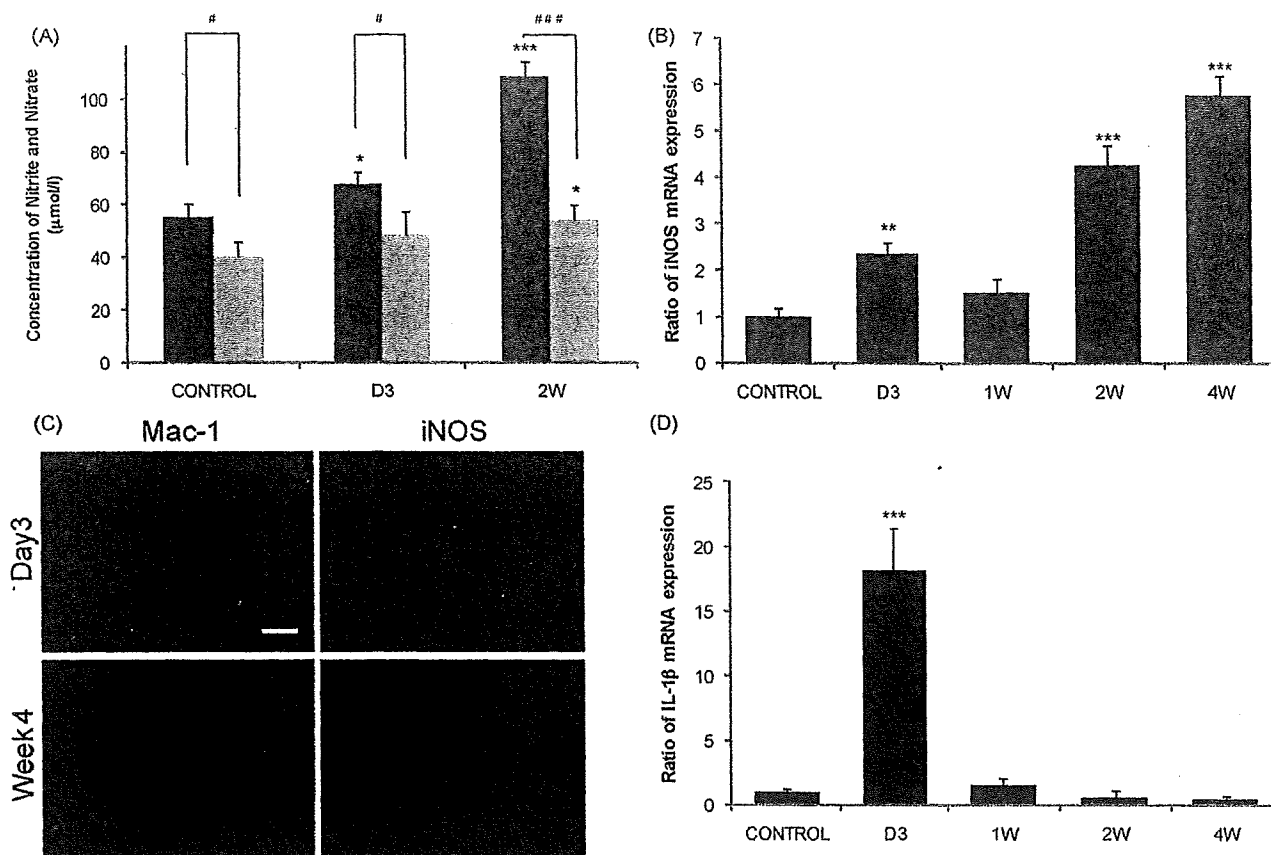 (A)
#
#
###
***
*
*
Concentration of Nitrite and Nitrate
(μmol/l)
100
80
60
40
20
0
CONTROL D3 2W
(B)
Ratio of iNOS mRNA expression
7
6
5
4
3
2
1
0
**
***
***
CONTROL D3 1W 2W 4W
(C)
Mac-1 iNOS
Day3
Week4
(D)
Ratio of IL-1β mRNA expression
25
20
15
10
5
0
***
CONTROL D3 1W 2W 4W